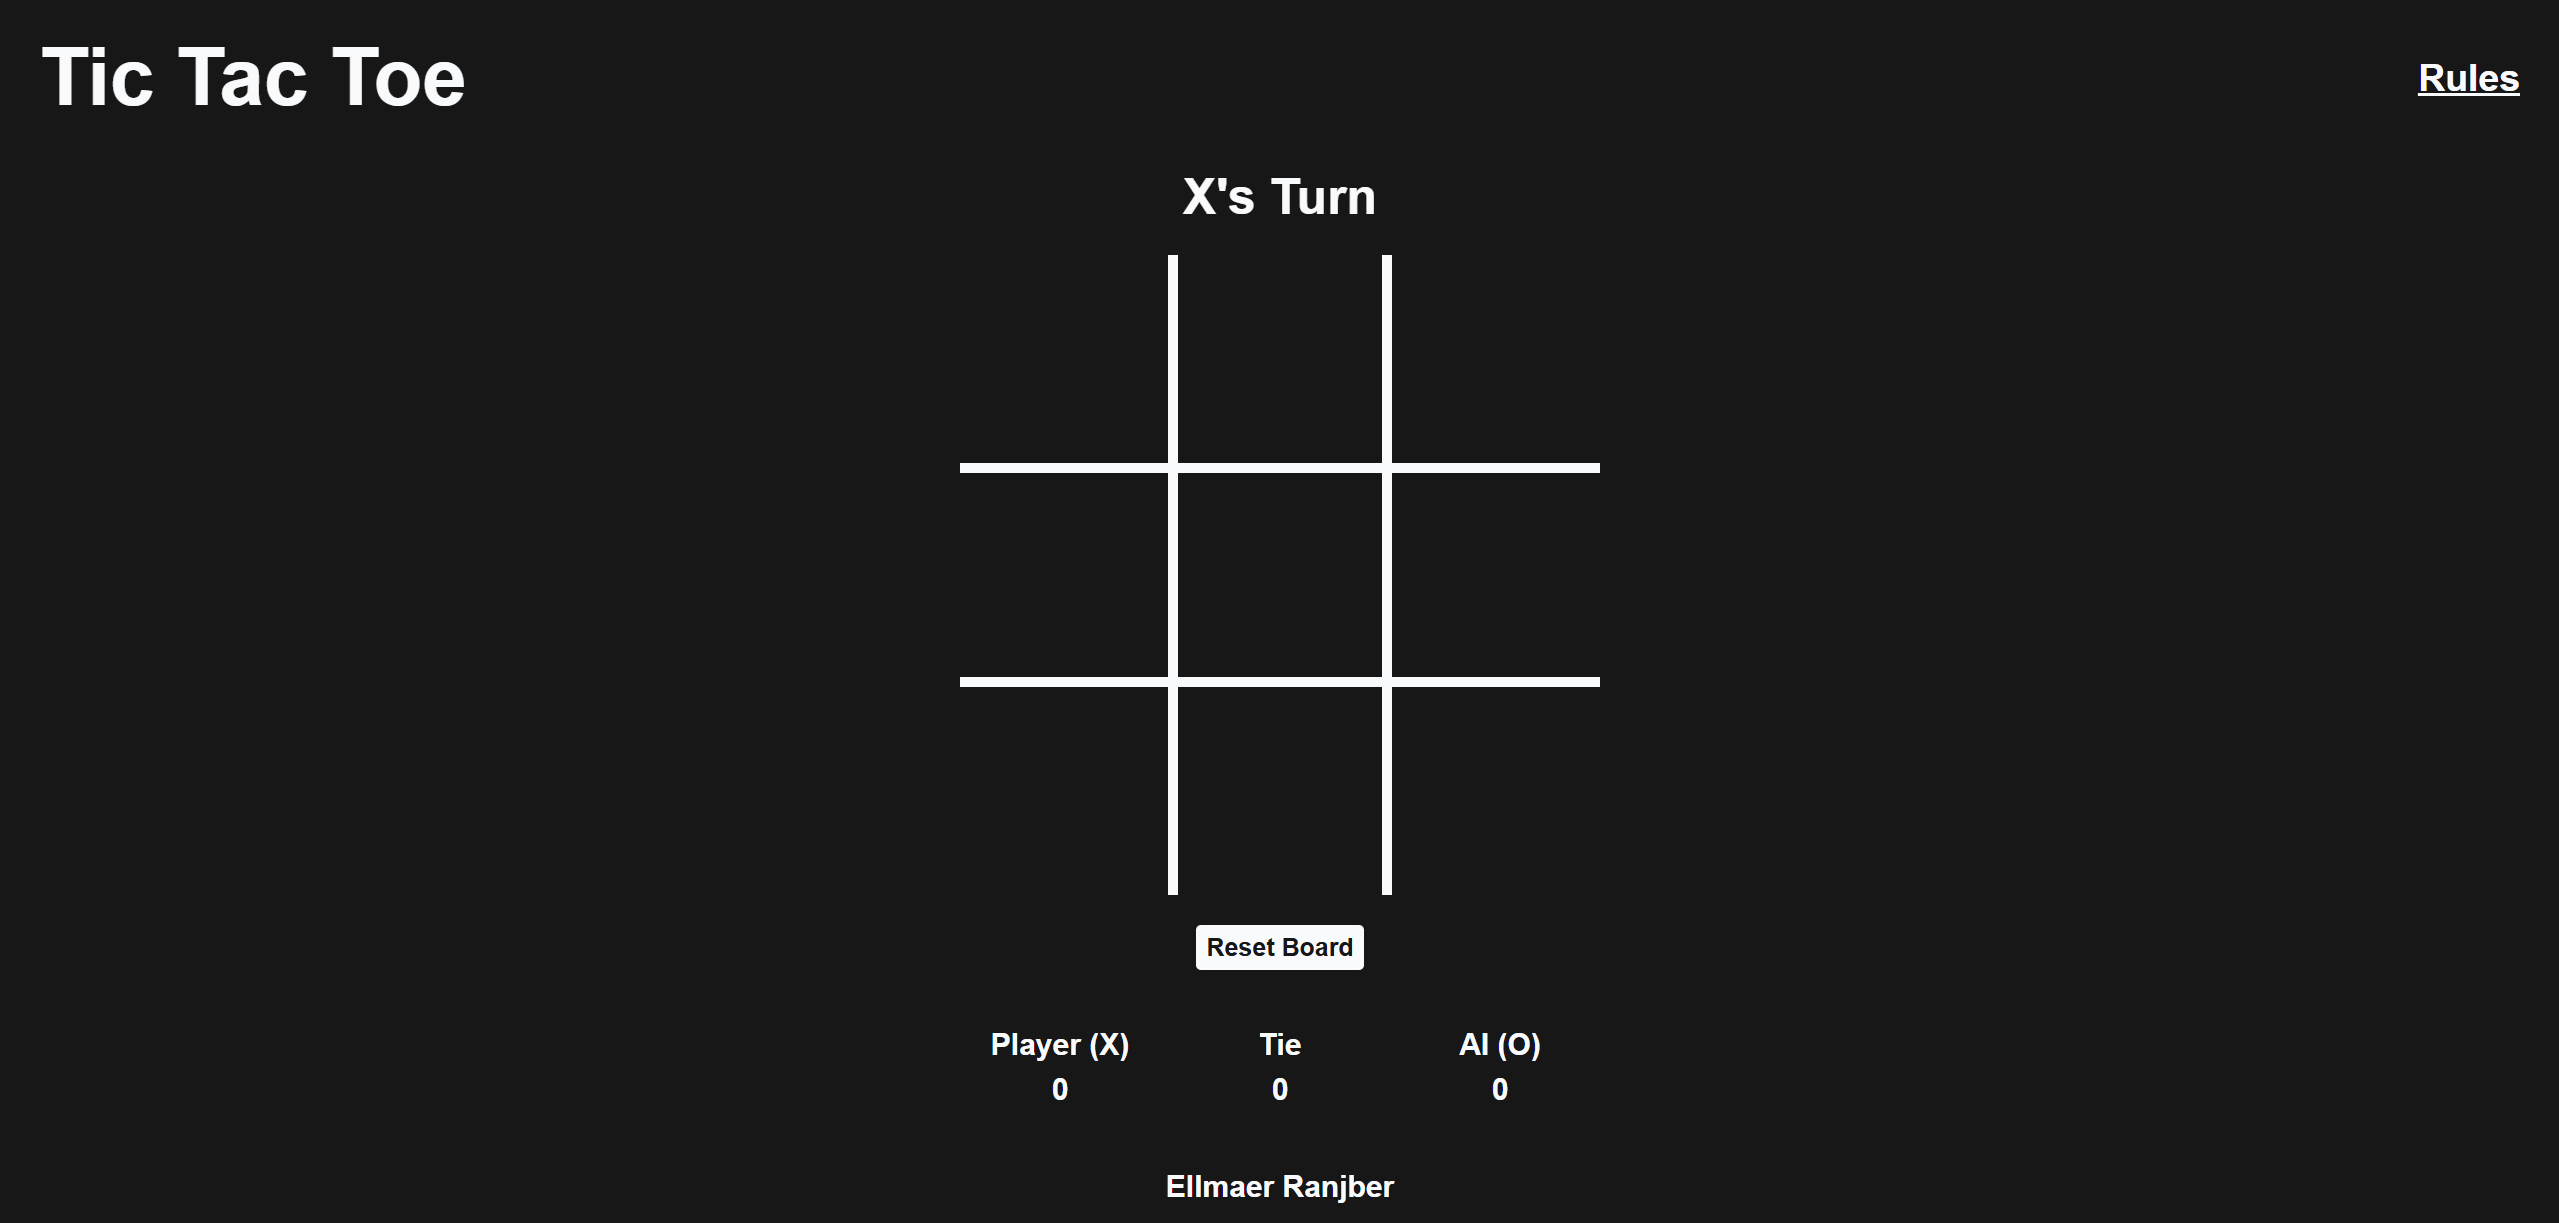 Tic Tac Toe
Rules
X's Turn
Reset Board
Player (X) Tie AI (O)
0 0 0
Ellmaer Ranjber